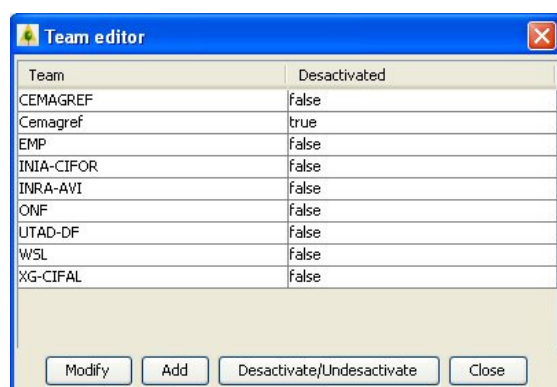 Team editor
Team Desactivated
CEMAGREF false
Cemagref true
EMP false
INIA-CIFOR false
INRA-AVI false
ONF false
UTAD-DF false
WSL false
XG-CIFAL false
Modify Add Desactivate/Undesactivate Close